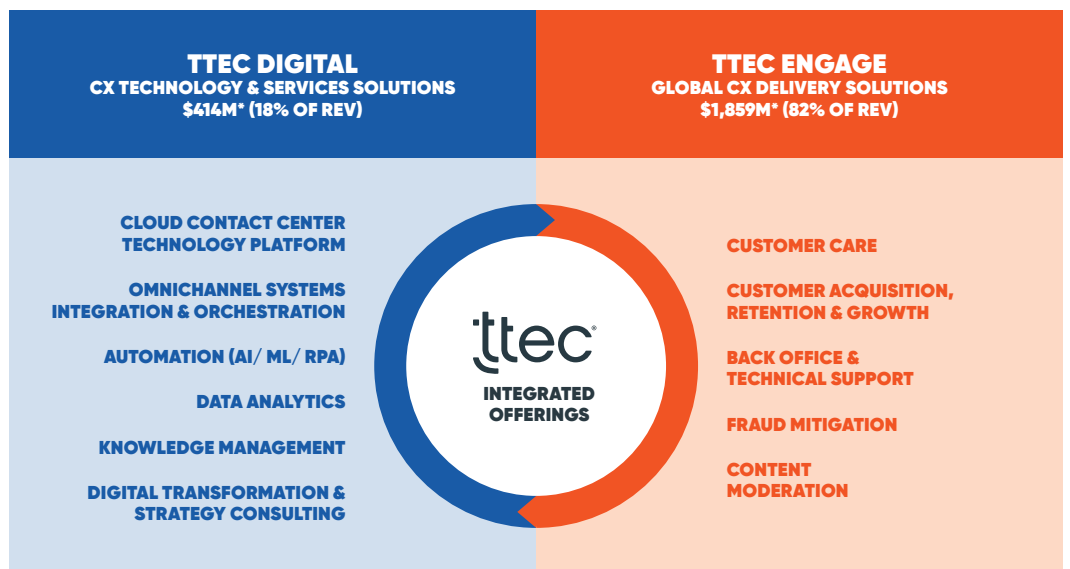 TTEC DIGITAL
CX TECHNOLOGY & SERVICES SOLUTIONS
$414M* (18% OF REV)
TTEC ENGAGE
GLOBAL CX DELIVERY SOLUTIONS
$1,859M* (82% OF REV)
CLOUD CONTACT CENTER
TECHNOLOGY PLATFORM
OMNICHANNEL SYSTEMS
INTEGRATION & ORCHESTRATION
AUTOMATION (AI/ ML/ RPA)
DATA ANALYTICS
KNOWLEDGE MANAGEMENT
DIGITAL TRANSFORMATION &
STRATEGY CONSULTING
ttec®
INTEGRATED
OFFERINGS
CUSTOMER CARE
CUSTOMER ACQUISITION,
RETENTION & GROWTH
BACK OFFICE &
TECHNICAL SUPPORT
FRAUD MITIGATION
CONTENT
MODERATION